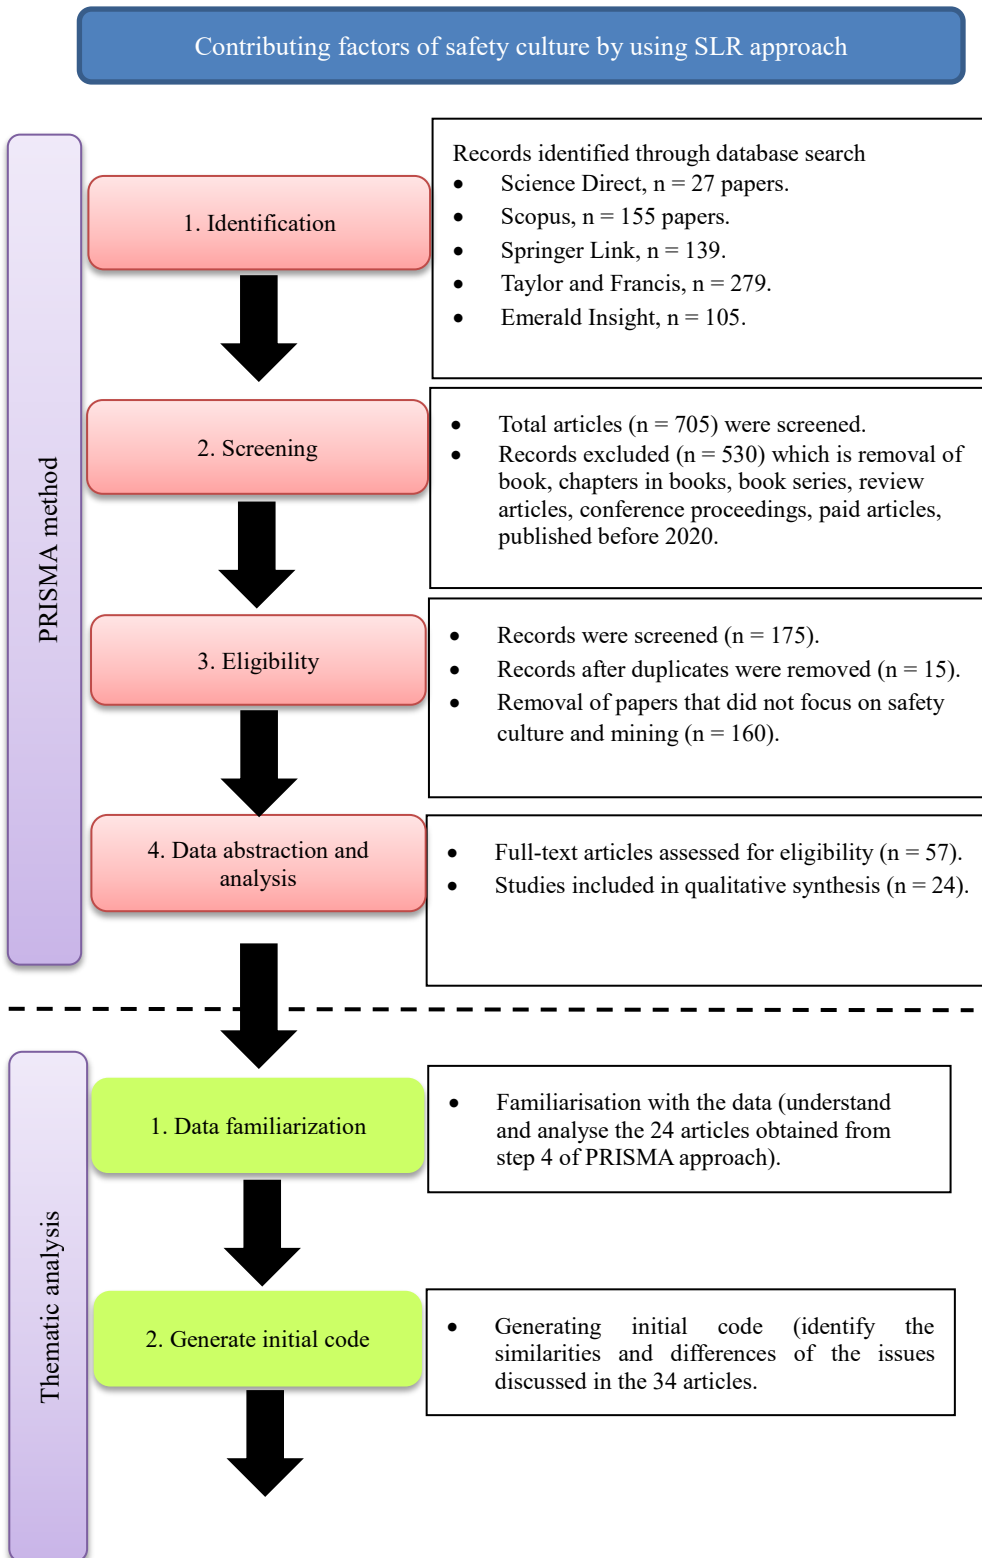 Contributing factors of safety culture by using SLR approach
PRISMA method
1. Identification
Records identified through database search
• Science Direct, n = 27 papers.
• Scopus, n = 155 papers.
• Springer Link, n = 139.
• Taylor and Francis, n = 279.
• Emerald Insight, n = 105.
2. Screening
• Total articles (n = 705) were screened.
• Records excluded (n = 530) which is removal of
book, chapters in books, book series, review
articles, conference proceedings, paid articles,
published before 2020.
3. Eligibility
• Records were screened (n = 175).
• Records after duplicates were removed (n = 15).
• Removal of papers that did not focus on safety
culture and mining (n = 160).
4. Data abstraction and
analysis
• Full-text articles assessed for eligibility (n = 57).
• Studies included in qualitative synthesis (n = 24).
Thematic analysis
1. Data familiarization
• Familiarisation with the data (understand
and analyse the 24 articles obtained from
step 4 of PRISMA approach).
2. Generate initial code
• Generating initial code (identify the
similarities and differences of the issues
discussed in the 34 articles.